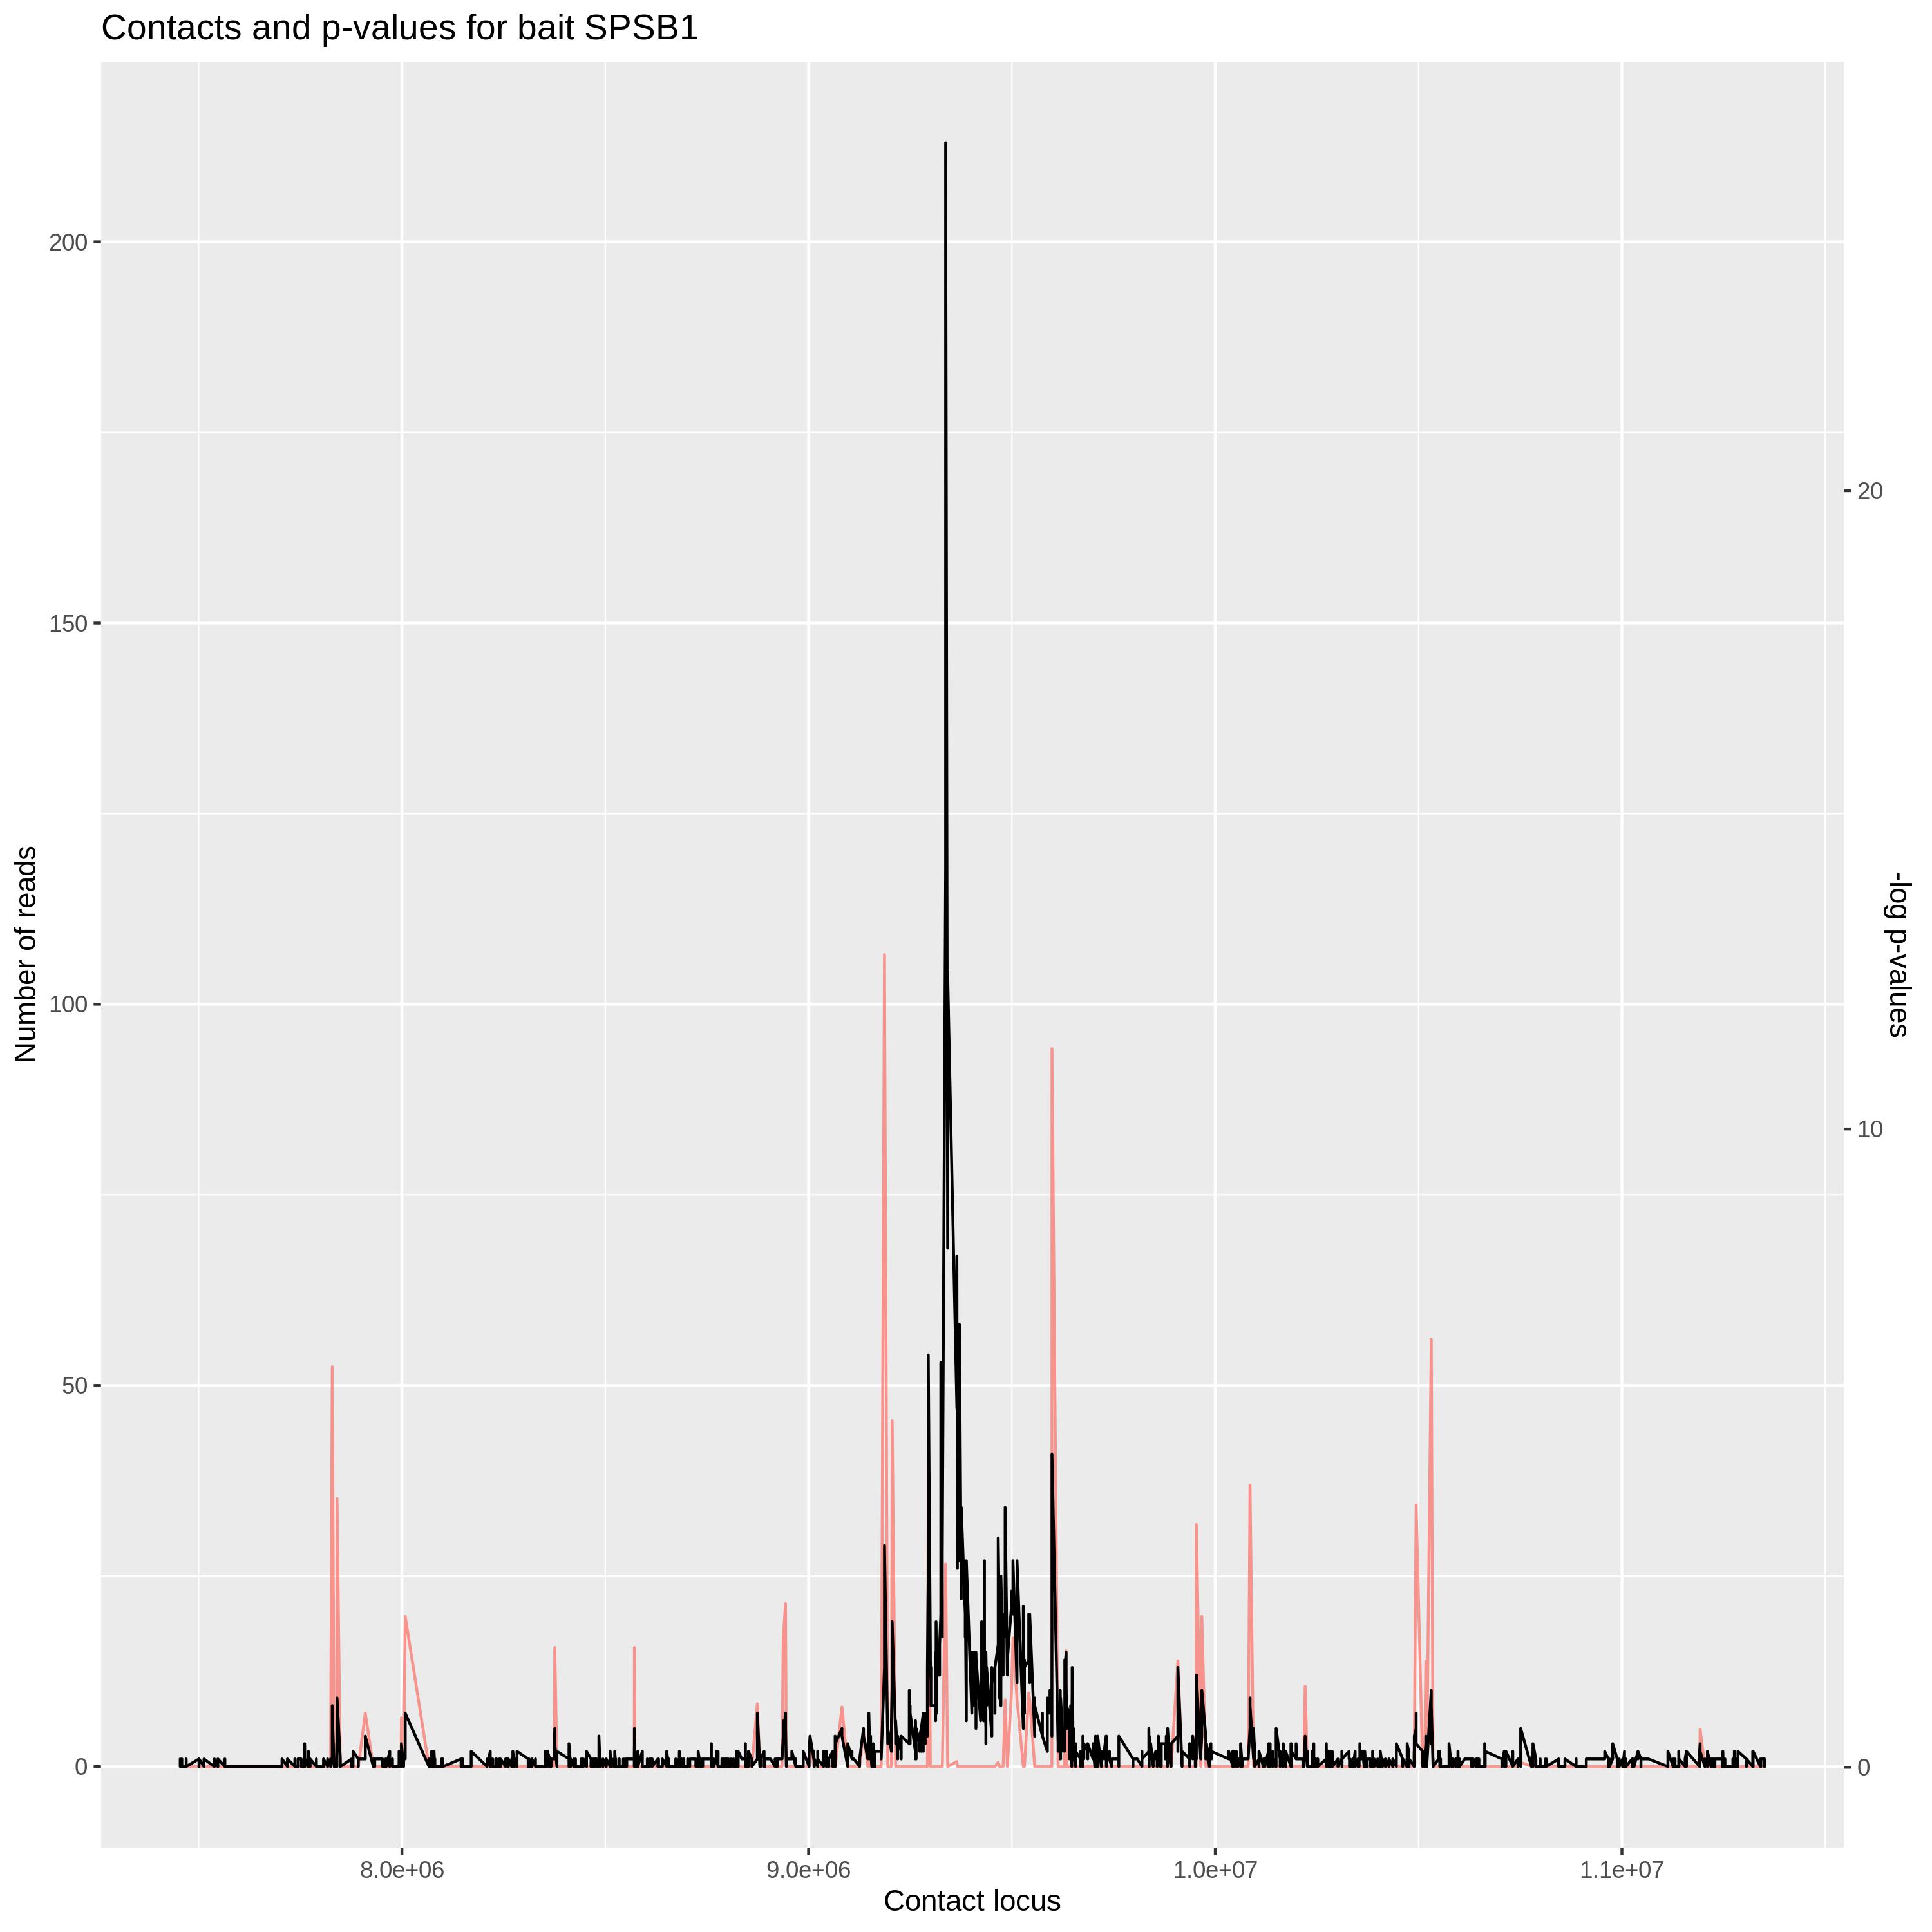 Contacts and p-values for bait SPSB1
200
150
100
50
0
Number of reads
20
10
0
-log p-values
8.0e+06
9.0e+06
1.0e+07
1.1e+07
Contact locus